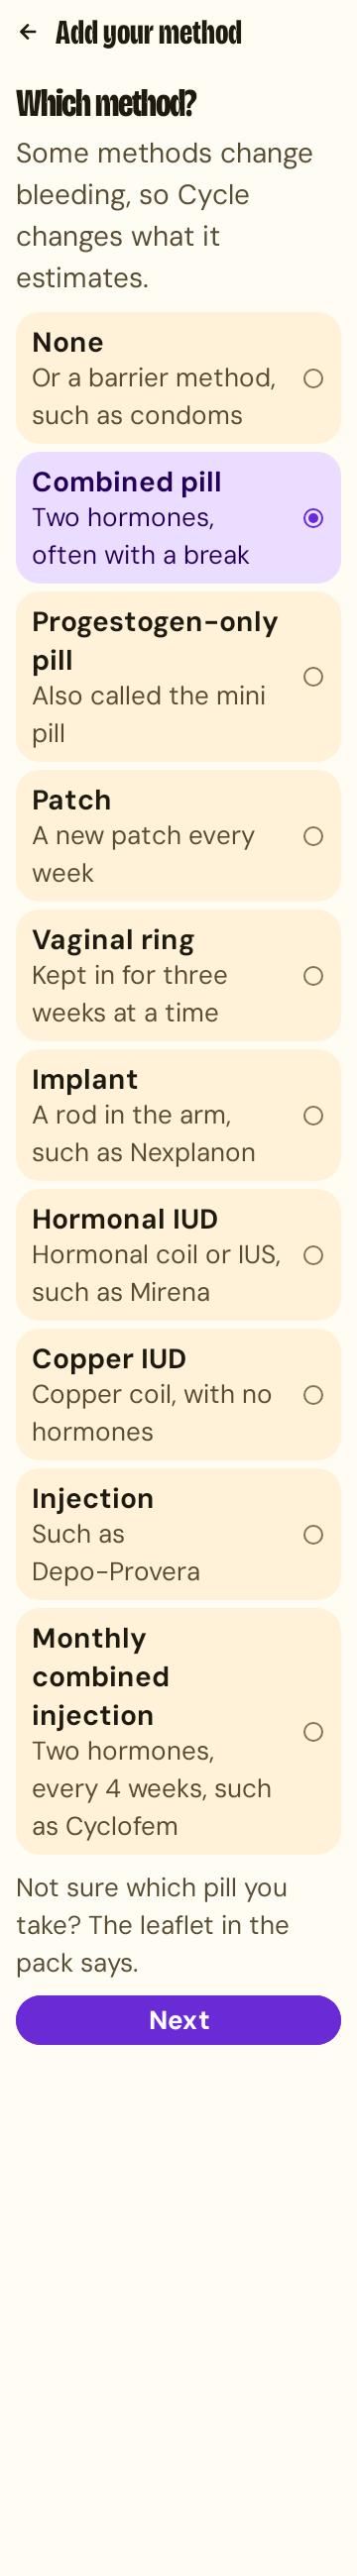 Add your method
Which method?
Some methods change
bleeding, so Cycle
changes what it
estimates.
None
Or a barrier method,
such as condoms
Combined pill
Two hormones,
often with a break
Progestogen-only
pill
Also called the mini
pill
Patch
A new patch every
week
Vaginal ring
Kept in for three
weeks at a time
Implant
A rod in the arm,
such as Nexplanon
Hormonal IUD
Hormonal coil or IUS,
such as Mirena
Copper IUD
Copper coil, with no
hormones
Injection
Such as
Depo-Provera
Monthly
combined
injection
Two hormones,
every 4 weeks, such
as Cyclofem
Not sure which pill you
take? The leaflet in the
pack says.
Next